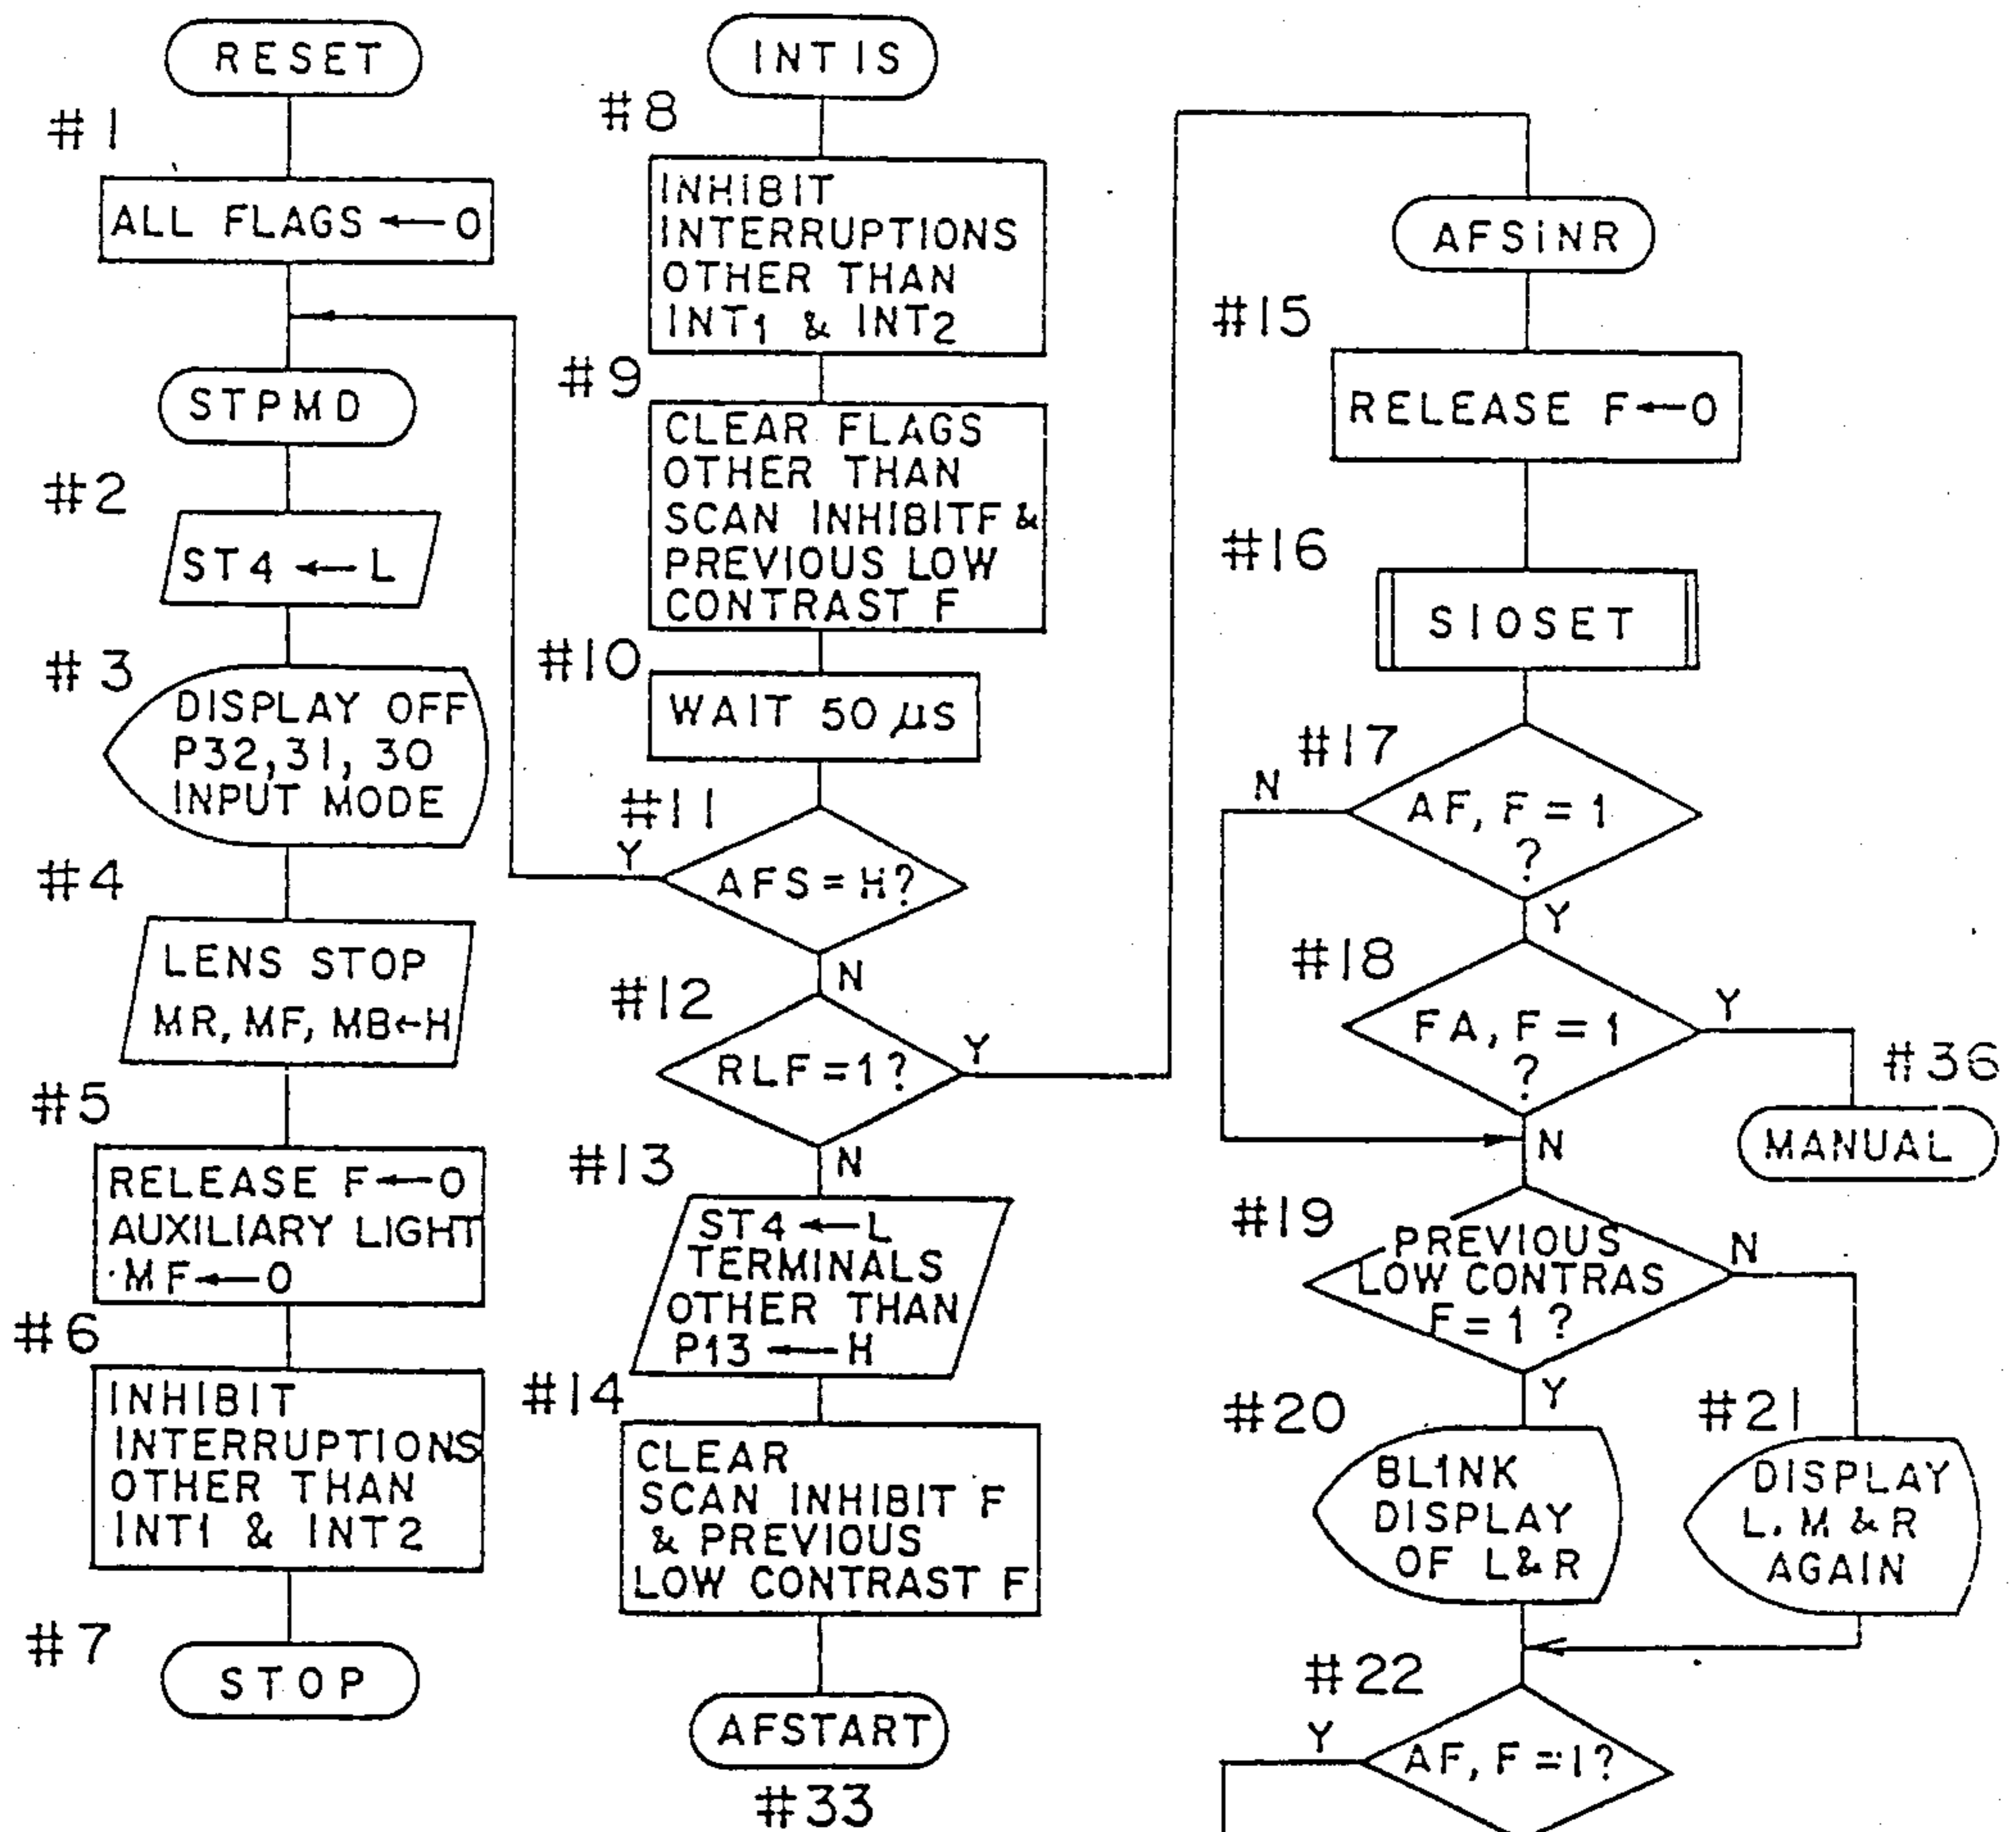 RESET
#1
ALL FLAGS ← 0
STPMD
#2
ST4 ← L
#3
DISPLAY OFF
P32, 31, 30
INPUT MODE
#4
LENS STOP
MR, MF, MB←H
#5
RELEASE F←0
AUXILIARY LIGHT
·MF←0
#6
INHIBIT
INTERRUPTIONS
OTHER THAN
INT1 & INT2
#7
STOP
INTIS
#8
INHIBIT
INTERRUPTIONS
OTHER THAN
INT1 & INT2
#9
CLEAR FLAGS
OTHER THAN
SCAN INHIBITF &
PREVIOUS LOW
CONTRAST F
#10
WAIT 50 μs
#11
Y
AFS = H?
N
#12
RLF = 1?
Y
N
#13
ST4 ← L
TERMINALS
OTHER THAN
P13 ← H
#14
CLEAR
SCAN INHIBIT F
& PREVIOUS
LOW CONTRAST F
AFSTART
#33
AFSINR
#15
RELEASE F←0
#16
SIOSET
#17
N
AF, F = 1
?
Y
#18
FA, F = 1
?
Y
#36
MANUAL
N
#19
PREVIOUS
LOW CONTRAS
F = 1 ?
N
Y
#20
BLINK
DISPLAY
OF L&R
#21
DISPLAY
L. M & R
AGAIN
#22
Y
AF, F = 1?